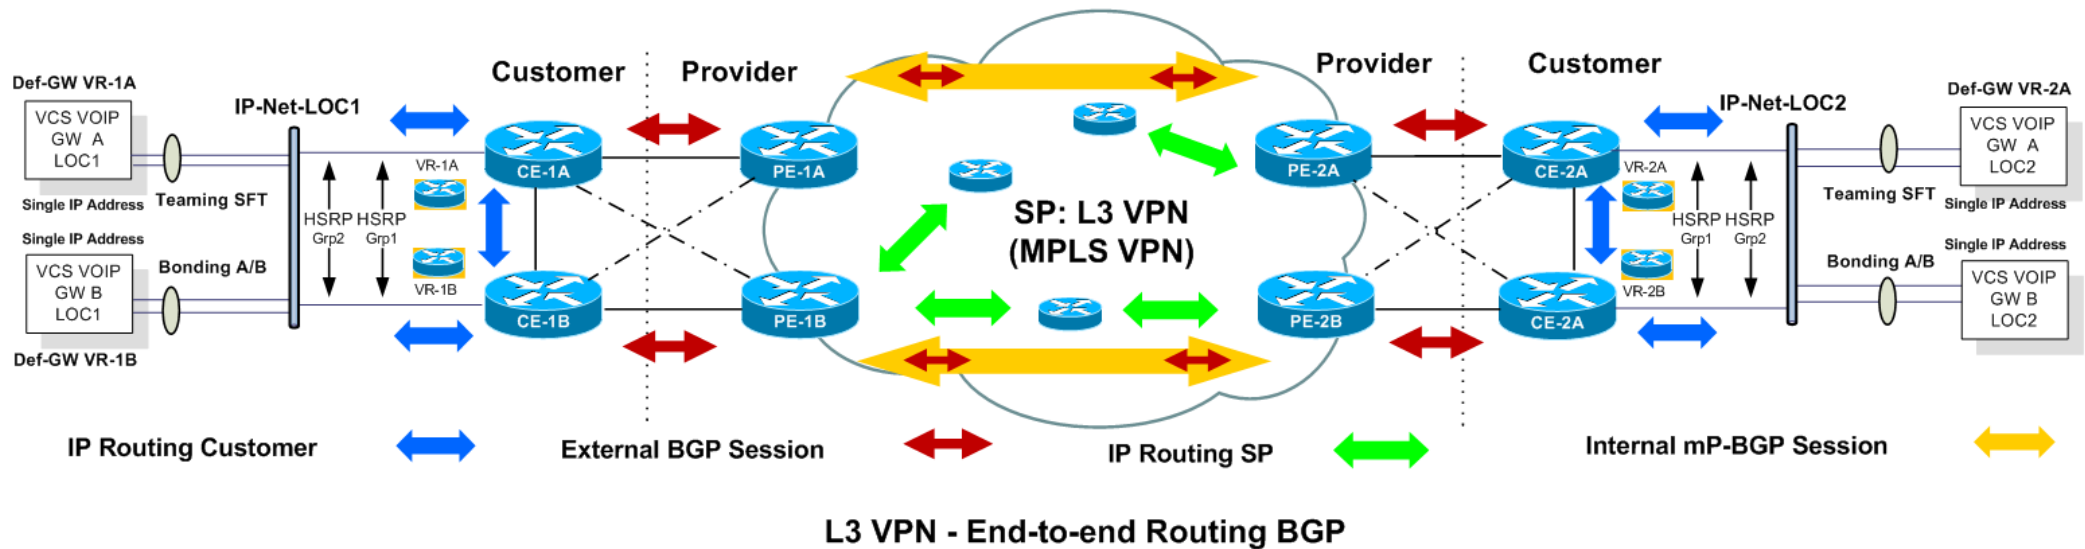 Customer
Provider
Provider
Customer
Def-GW VR-1A
VCS VOIP
GW A
LOC1
Single IP Address
Teaming SFT
IP-Net-LOC1
Single IP Address
VCS VOIP
GW B
LOC1
Def-GW VR-1B
Bonding A/B
HSRP
Grp2
HSRP
Grp1
VR-1A
VR-1B
CE-1A
CE-1B
PE-1A
PE-1B
SP: L3 VPN
(MPLS VPN)
PE-2A
PE-2B
CE-2A
CE-2A
VR-2A
VR-2B
HSRP
Grp1
HSRP
Grp2
IP-Net-LOC2
Def-GW VR-2A
VCS VOIP
GW A
LOC2
Teaming SFT
Single IP Address
Single IP Address
Bonding A/B
VCS VOIP
GW B
LOC2
IP Routing Customer
External BGP Session
IP Routing SP
Internal mP-BGP Session
L3 VPN - End-to-end Routing BGP